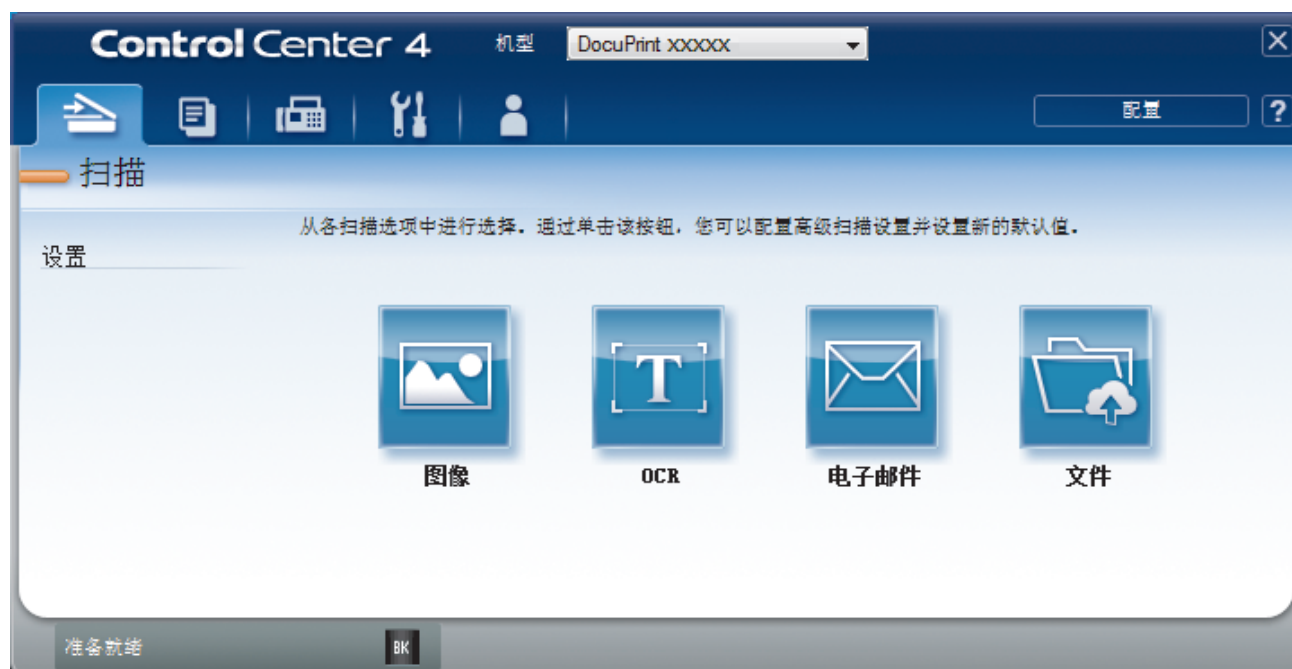 Control Center 4 机型 DocuPrint XXXXX
配置 ?
扫描
从各扫描选项中进行选择。通过单击该按钮，您可以配置高级扫描设置并设置新的默认值。
设置
T
图像 OCR 电子邮件 文件
准备就绪 BK